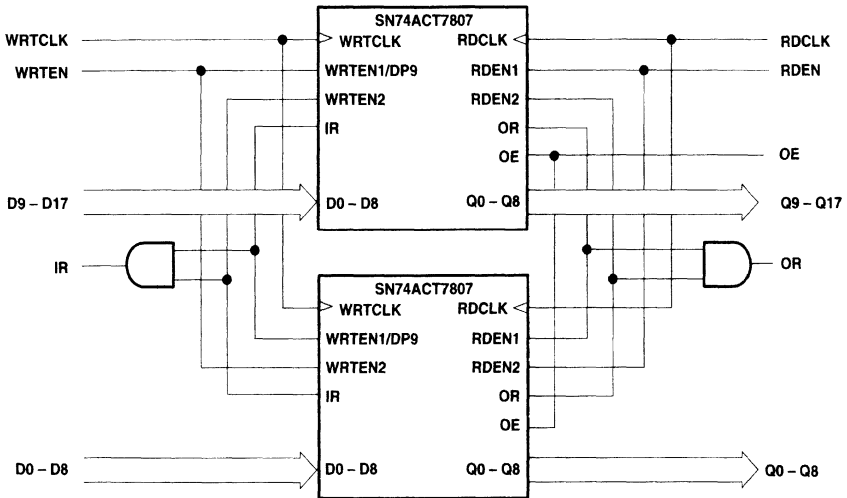 SN74ACT7807
WRTCLK WRTCLK RDCLK RDCLK
WRTEN WRTEN1/DP9 RDEN1 RDEN
WRTEN2 RDEN2
IR OR
OE OE
D9 – D17 D0 – D8 Q0 – Q8 Q9 – Q17
IR OR
SN74ACT7807
WRTCLK RDCLK
WRTEN1/DP9 RDEN1
WRTEN2 RDEN2
IR OR
OE
D0 – D8 D0 – D8 Q0 – Q8 Q0 – Q8